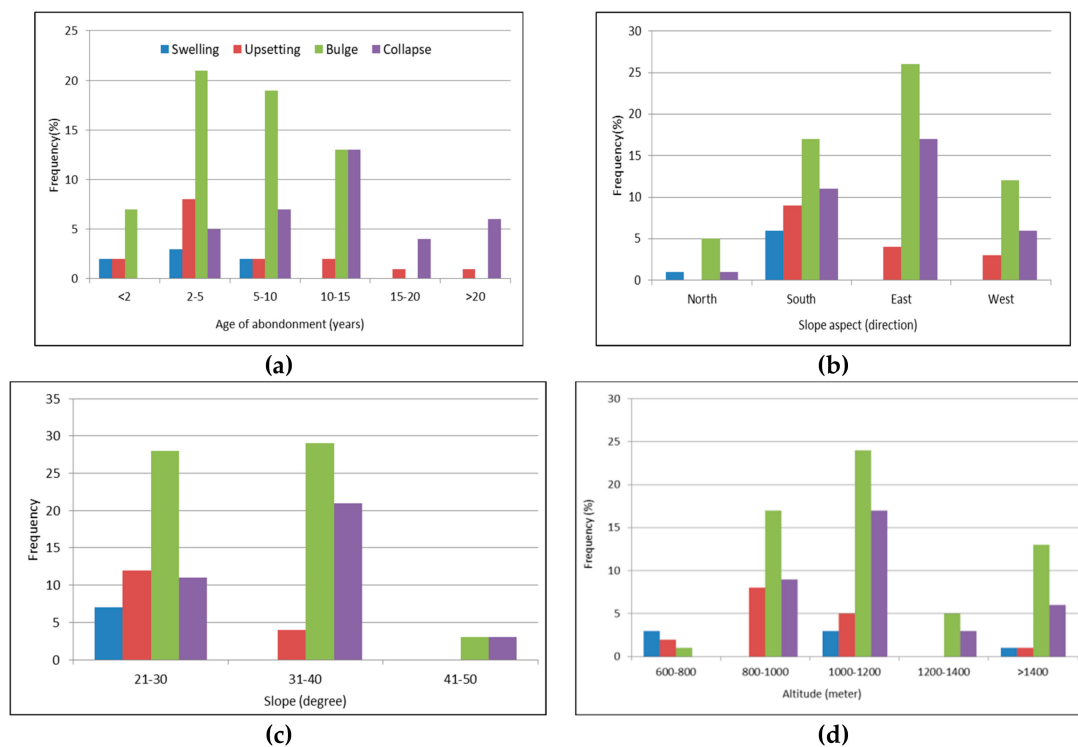 25
Swelling Upsetting Bulge Collapse
20
15
10
5
0
Frequency(%)
<2 2-5 5-10 10-15 15-20 >20
Age of abondonment (years)
(a)
30
25
20
15
10
5
0
Frequency(%)
North South East West
Slope aspect (direction)
(b)
35
30
25
20
15
10
5
0
Frequency
21-30 31-40 41-50
Slope (degree)
(c)
30
25
20
15
10
5
0
Frequency (%)
600-800 800-1000 1000-1200 1200-1400 >1400
Altitude (meter)
(d)